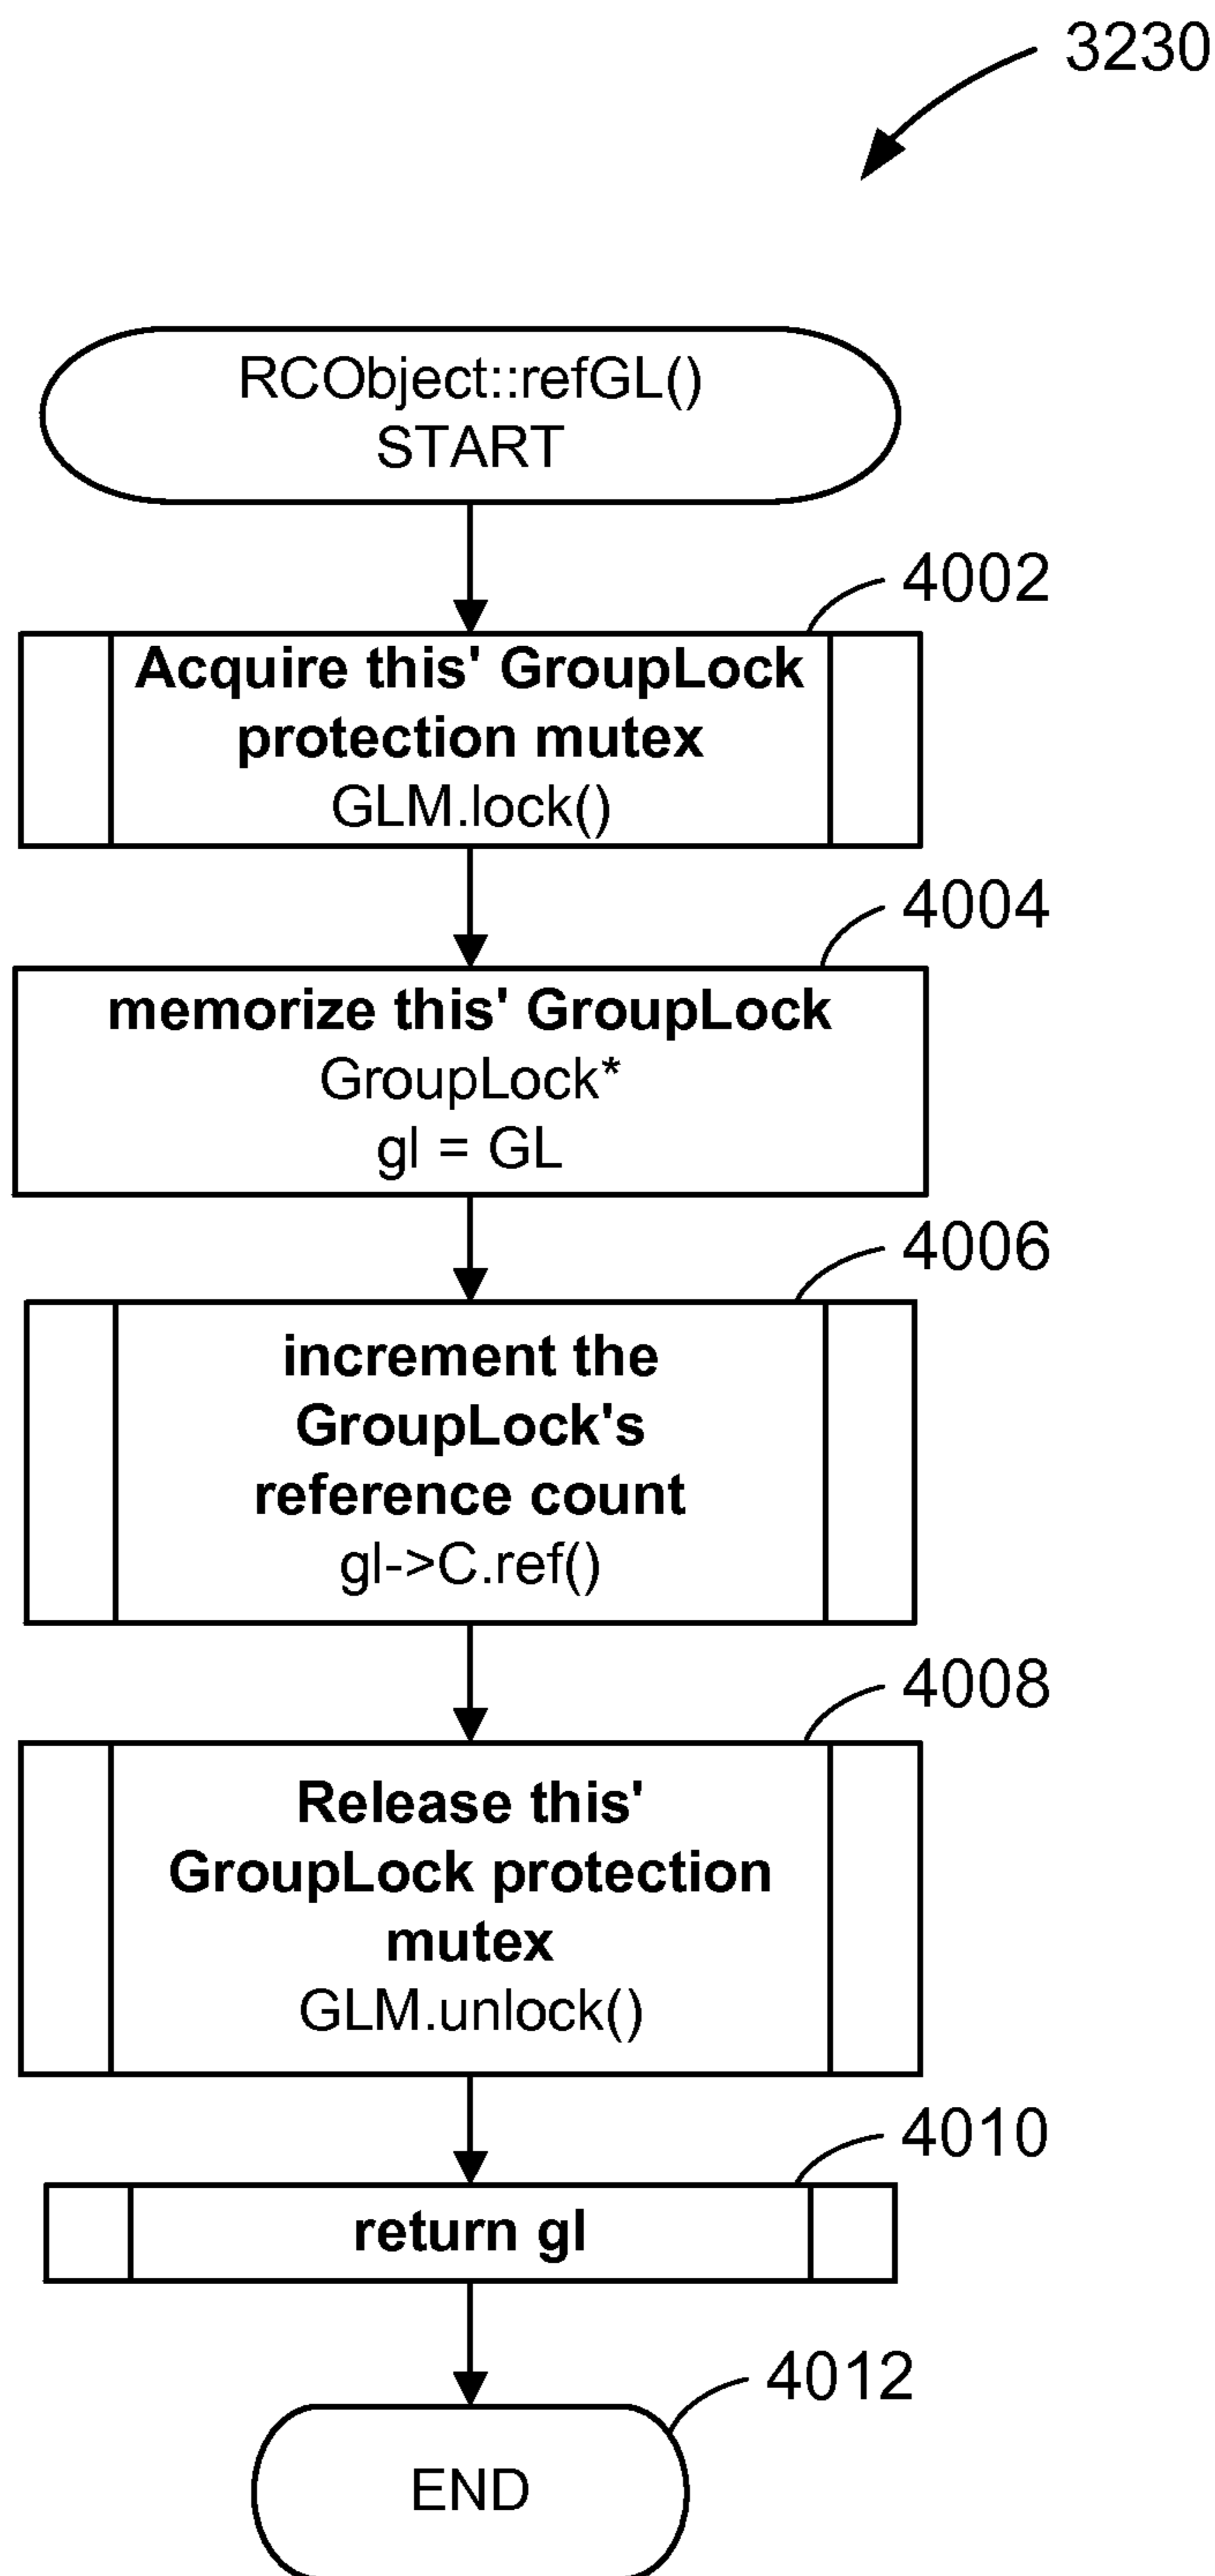 3230
RCObject::refGL()
START
4002
Acquire this' GroupLock
protection mutex
GLM.lock()
4004
memorize this' GroupLock
GroupLock*
gl = GL
4006
increment the
GroupLock's
reference count
gl->C.ref()
4008
Release this'
GroupLock protection
mutex
GLM.unlock()
4010
return gl
4012
END